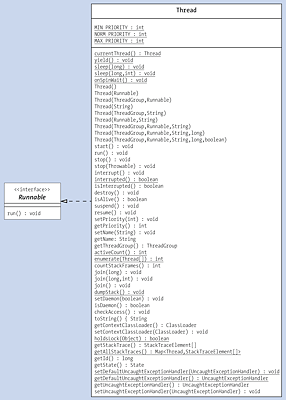 Thread
MIN_PRIORITY : int
NORM_PRIORITY : int
MAX_PRIORITY : int
currentThread() : Thread
yield() : void
sleep(long) : void
sleep(long,int) : void
onSpinWait() : void
Thread()
Thread(Runnable)
Thread(ThreadGroup,Runnable)
Thread(String)
Thread(ThreadGroup,String)
Thread(Runnable,String)
Thread(ThreadGroup,Runnable,String)
Thread(ThreadGroup,Runnable,String,long)
Thread(ThreadGroup,Runnable,String,long,boolean)
start() : void
run() : void
stop() : void
stop(Throwable) : void
interrupt() : void
interrupted() : boolean
isInterrupted() : boolean
destroy() : void
isAlive() : boolean
suspend() : void
resume() : void
setPriority(int) : void
getPriority() : int
setName(String) : void
getName: String
getThreadGroup() : ThreadGroup
activeCount() : int
enumerate(Thread[]) : int
countStackFrames() : int
join(long) : void
join(long,int) : void
join() : void
dumpStack() : void
setDaemon(boolean) : void
isDaemon() : boolean
checkAccess() : void
toString() : String
getContextClassLoader() : ClassLoader
setContextClassLoader(ClassLoader) : void
holdsLock(Object) : boolean
getStackTrace() : StackTraceElement[]
getAllStackTraces() : Map<Thread,StackTraceElement[]>
getId() : long
getState() : State
setDefaultUncaughtExceptionHandler(UncaughtExceptionHandler) : void
getDefaultUncaughtExceptionHandler() : UncaughtExceptionHandler
getUncaughtExceptionHandler() : UncaughtExceptionHandler
setUncaughtExceptionHandler(UncaughtExceptionHandler) : void
<<interface>>
Runnable
run() : void